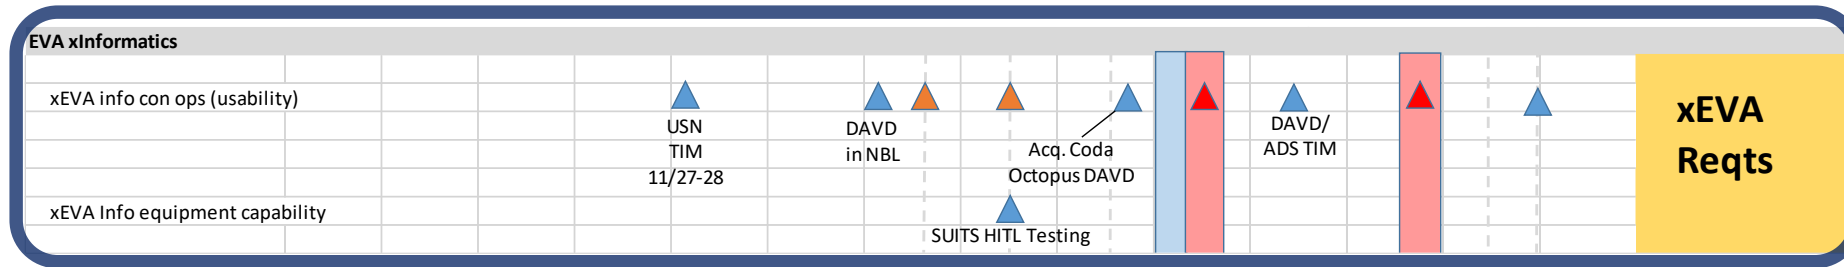 EVA xInformatics
xEVA info con ops (usability)
USN
TIM
11/27-28
DAVD
in NBL
Acq. Coda
Octopus DAVD
DAVD/
ADS TIM
xEVA
Reqts
xEVA Info equipment capability
SUITS HITL Testing